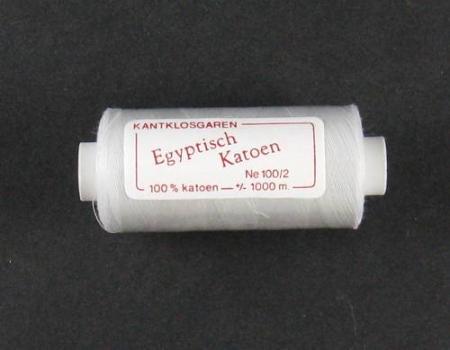 KANTKLOSGAREN
Egyptisch
Katoen
Ne 100/2
100 % katoen — +/- 1000 m.